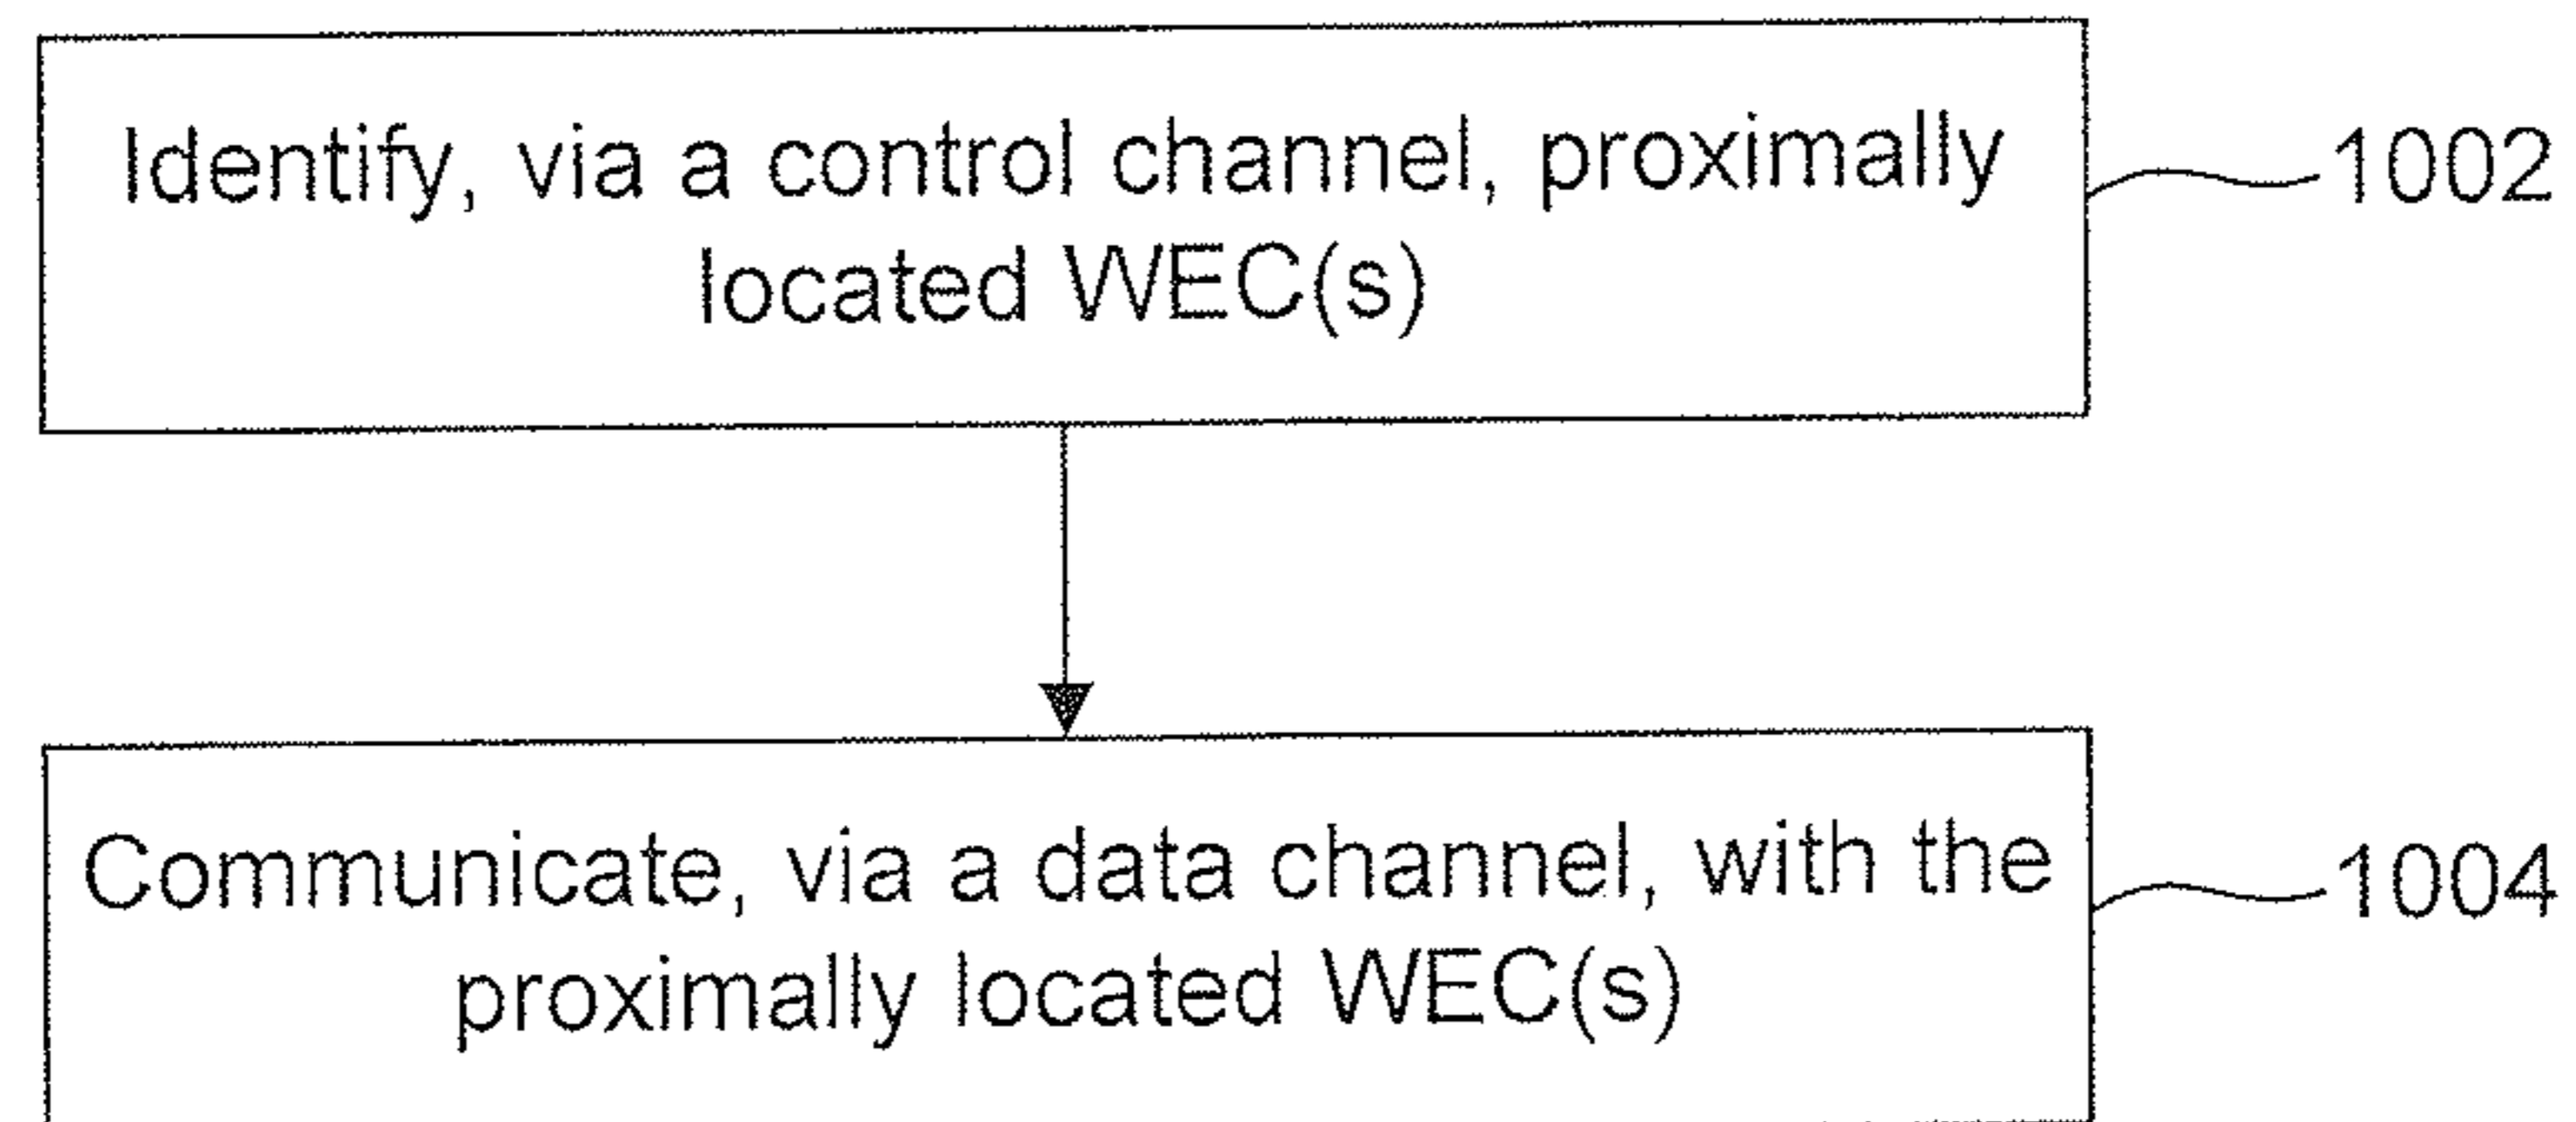 Identify, via a control channel, proximally
located WEC(s)
1002
Communicate, via a data channel, with the
proximally located WEC(s)
1004